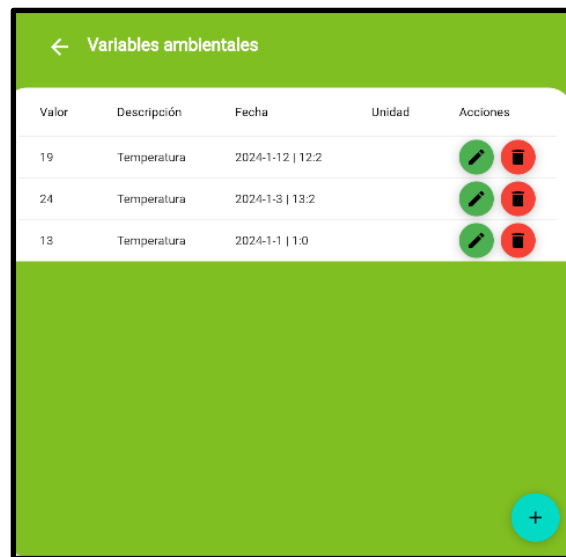 Variables ambientales
Valor Descripción Fecha Unidad Acciones
19 Temperatura 2024-1-12 | 12:2
24 Temperatura 2024-1-3 | 13:2
13 Temperatura 2024-1-1 | 1:0
+